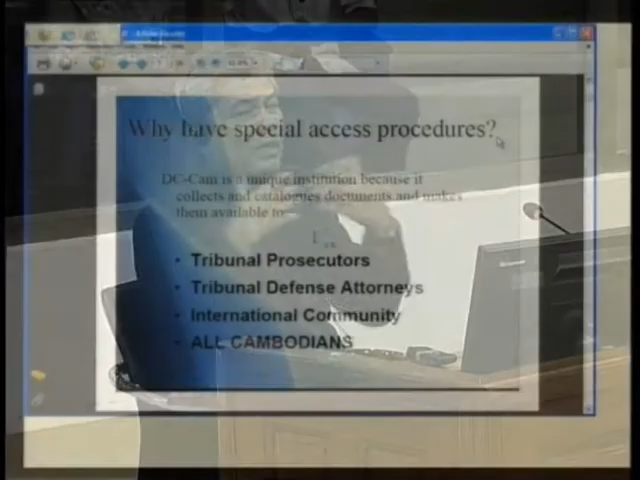 Why have special access procedures?
DC-Cam is a unique institution because it
collects and catalogues documents and makes
them available to
• Tribunal Prosecutors
• Tribunal Defense Attorneys
• International Community
• ALL CAMBODIANS